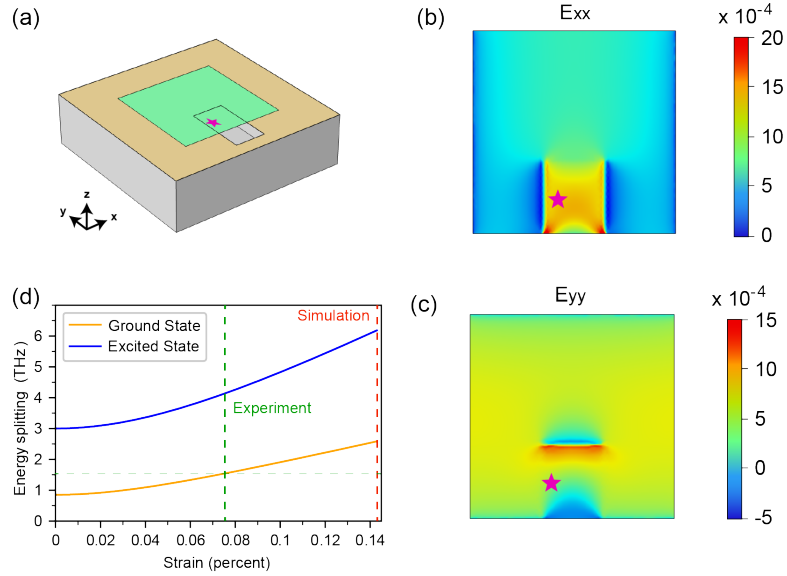 (a)
z
y
x
(b)
Exx
x 10-4
20
15
10
5
0
(d)
Energy splitting (THz)
6
5
4
3
2
1
0
Ground State
Excited State
Simulation
Experiment
0
0.02
0.04
0.06
0.08
0.10
0.12
0.14
Strain (percent)
(c)
Eyy
x 10-4
15
10
5
0
-5